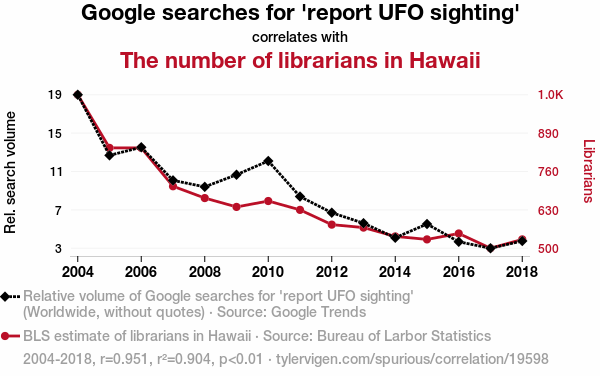 Google searches for 'report UFO sighting'
correlates with
The number of librarians in Hawaii
Rel. search volume
19
15
11
7
3
1.0K
890
760
630
500
Librarians
2004
2006
2008
2010
2012
2014
2016
2018
Relative volume of Google searches for 'report UFO sighting'
(Worldwide, without quotes) · Source: Google Trends
BLS estimate of librarians in Hawaii · Source: Bureau of Larbor Statistics
2004-2018, r=0.951, r²=0.904, p<0.01 · tylervigen.com/spurious/correlation/19598